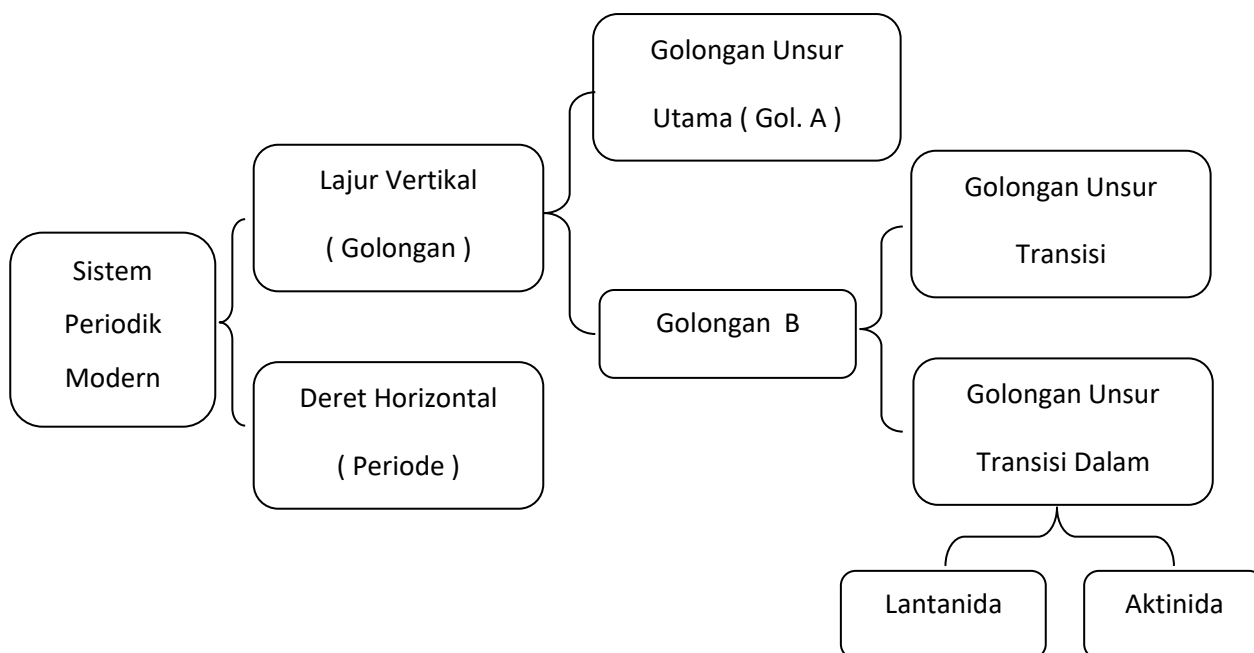 Sistem
Periodik
Modern
Lajur Vertikal
( Golongan )
Deret Horizontal
( Periode )
Golongan Unsur
Utama ( Gol. A )
Golongan  B
Golongan Unsur
Transisi
Golongan Unsur
Transisi Dalam
Lantanida
Aktinida